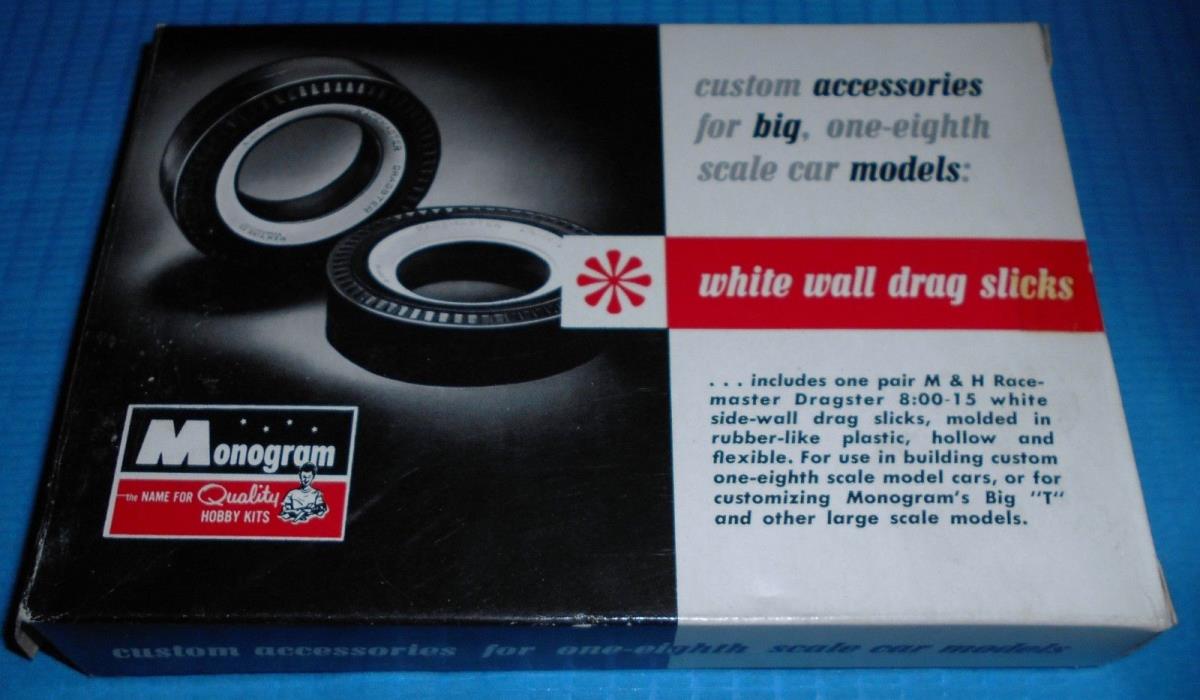 custom accessories
for big, one-eighth
scale car models:
white wall drag slicks
. . . includes one pair M & H Race-
master Dragster 8:00-15 white
side-wall drag slicks, molded in
rubber-like plastic, hollow and
flexible. For use in building custom
one-eighth scale model cars, or for
customizing Monogram's Big "T"
and other large scale models.
Monogram
the NAME FOR Quality
HOBBY KITS
custom accessories for one-eighth scale car models